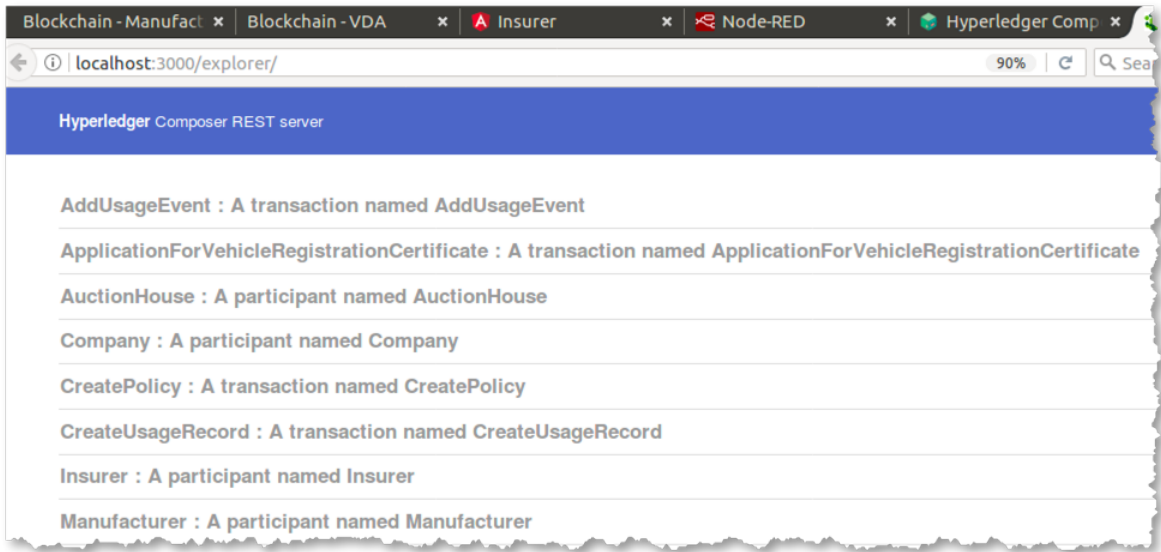 Blockchain - Manufact
Blockchain - VDA
Insurer
Node-RED
Hyperledger Comp
localhost:3000/explorer/
90%
Sea
Hyperledger Composer REST server
AddUsageEvent : A transaction named AddUsageEvent
ApplicationForVehicleRegistrationCertificate : A transaction named ApplicationForVehicleRegistrationCertificate
AuctionHouse : A participant named AuctionHouse
Company : A participant named Company
CreatePolicy : A transaction named CreatePolicy
CreateUsageRecord : A transaction named CreateUsageRecord
Insurer : A participant named Insurer
Manufacturer : A participant named Manufacturer